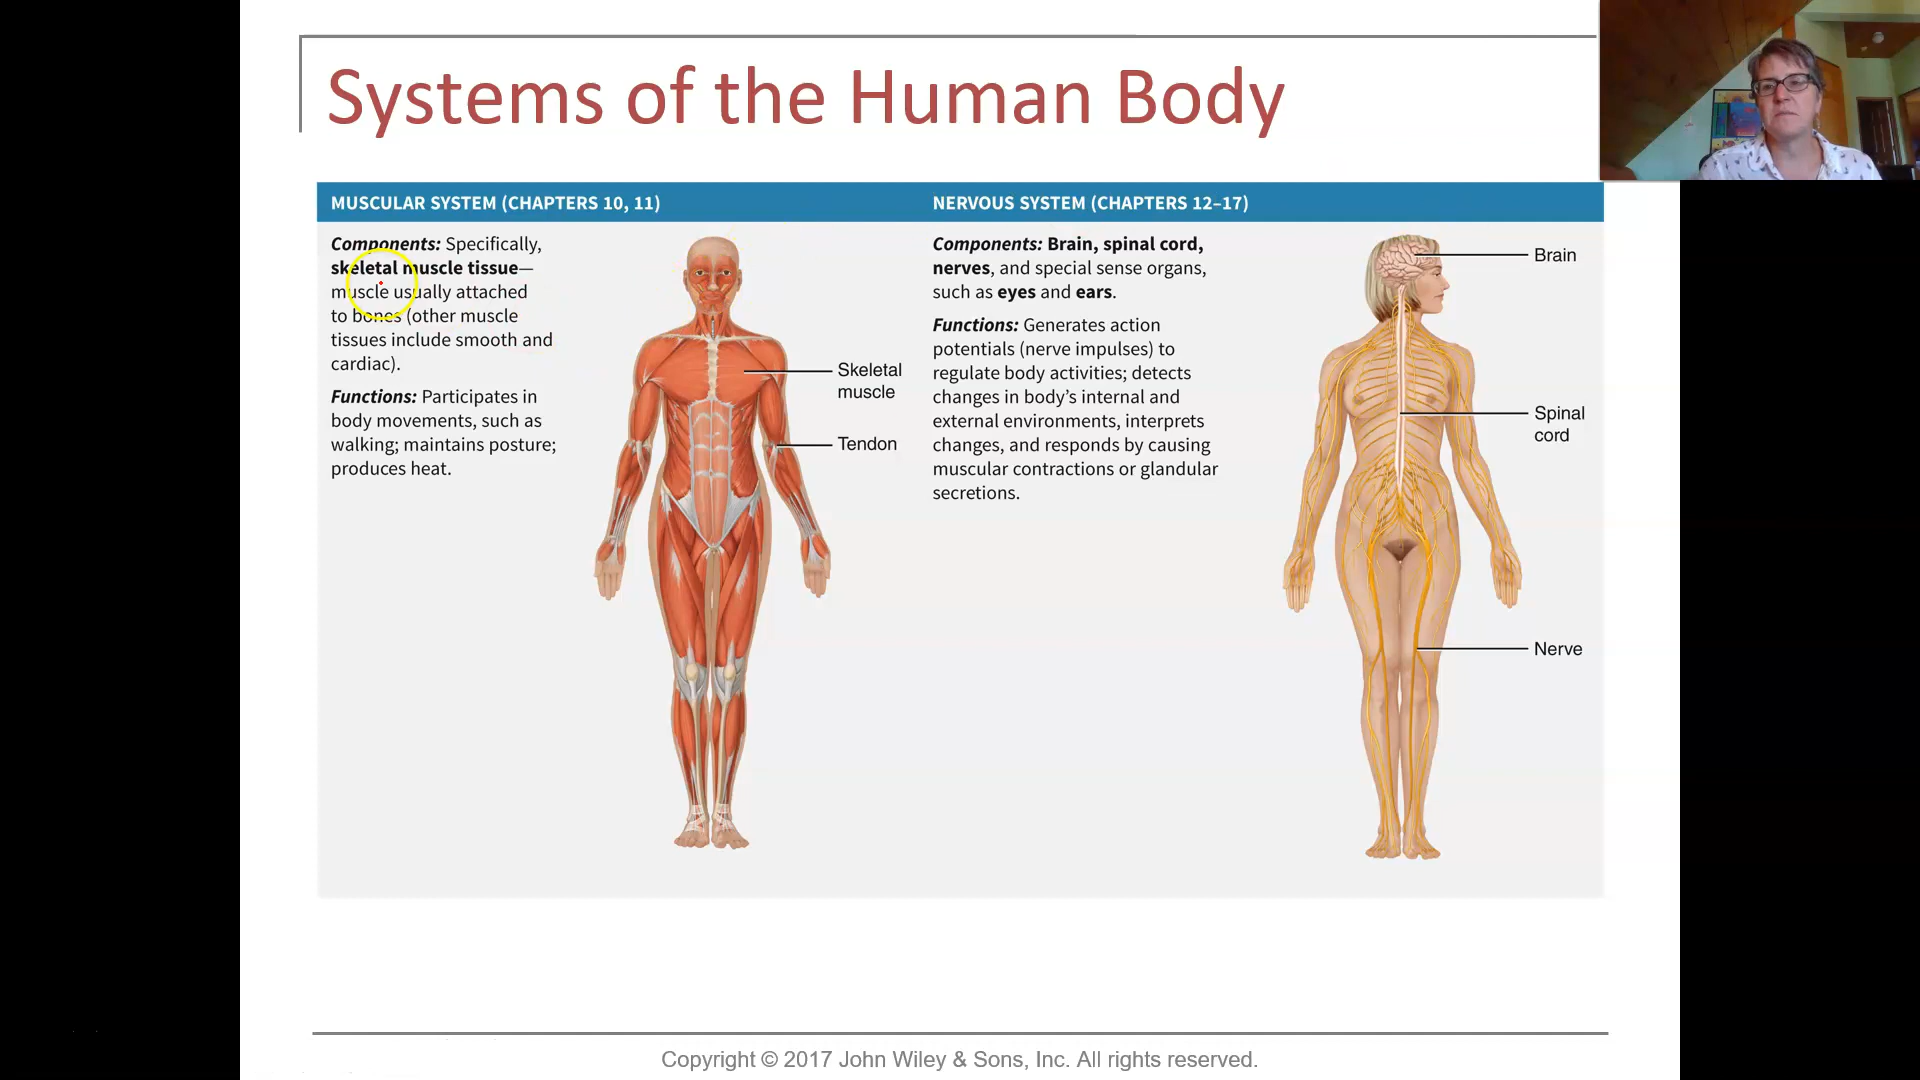 Systems of the Human Body
MUSCULAR SYSTEM (CHAPTERS 10, 11)
Components: Specifically,
skeletal muscle tissue—
muscle usually attached
to bones (other muscle
tissues include smooth and
cardiac).
Functions: Participates in
body movements, such as
walking; maintains posture;
produces heat.
Skeletal
muscle
Tendon
NERVOUS SYSTEM (CHAPTERS 12–17)
Components: Brain, spinal cord,
nerves, and special sense organs,
such as eyes and ears.
Functions: Generates action
potentials (nerve impulses) to
regulate body activities; detects
changes in body’s internal and
external environments, interprets
changes, and responds by causing
muscular contractions or glandular
secretions.
Brain
Spinal
cord
Nerve
Copyright © 2017 John Wiley & Sons, Inc. All rights reserved.